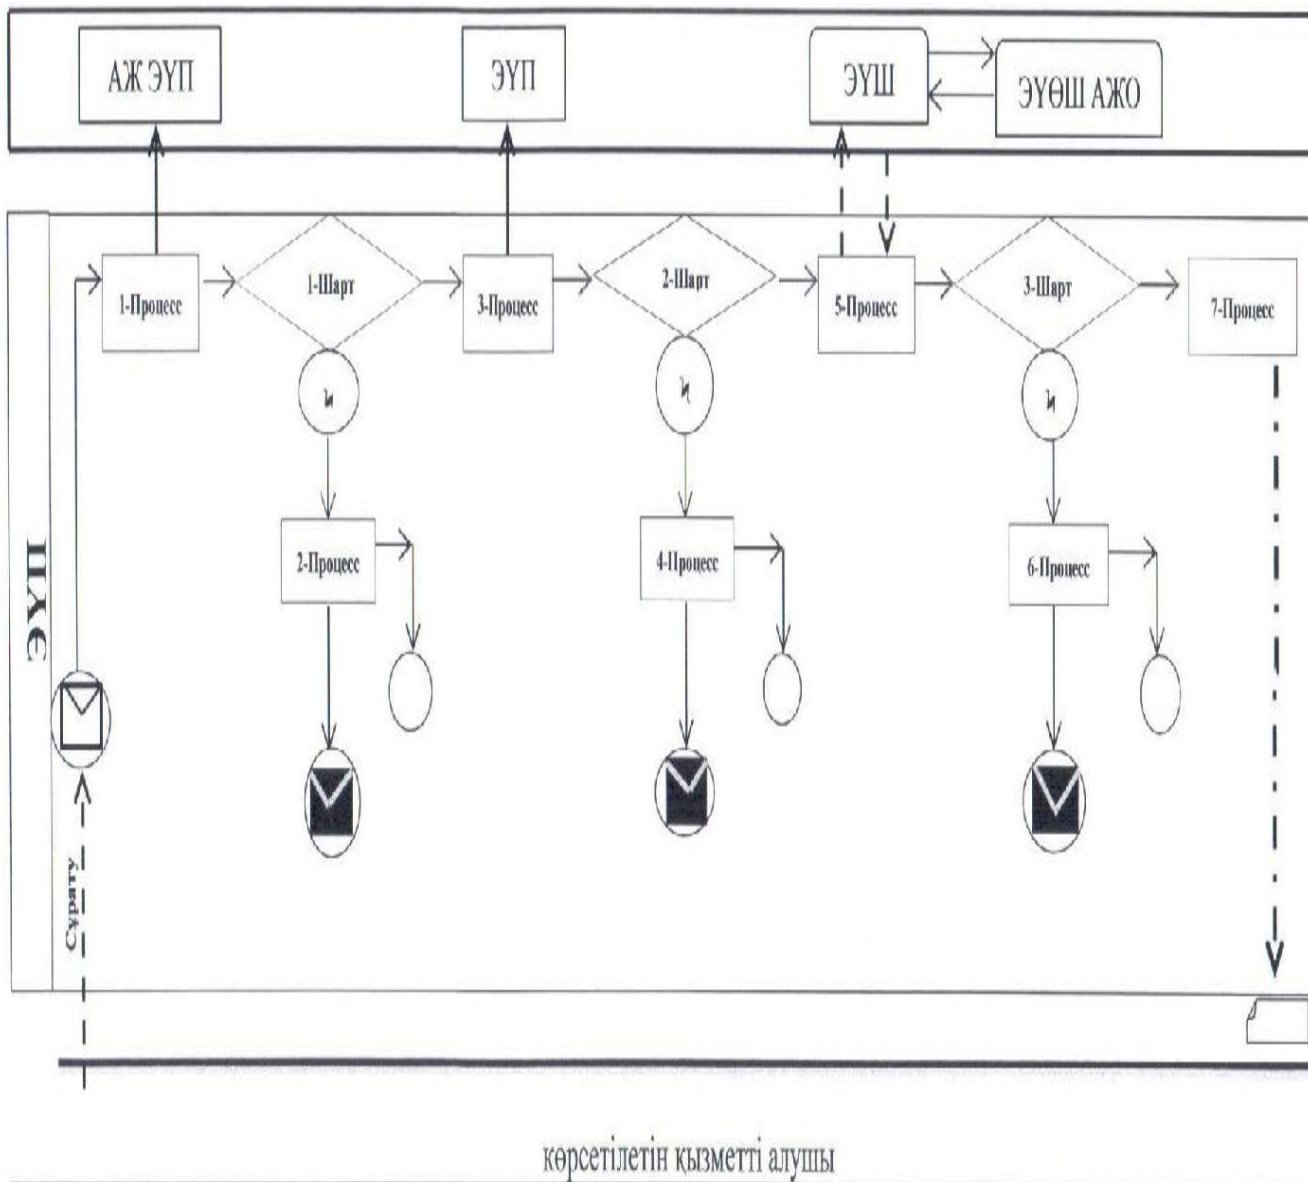 АЖ ЭҮП
ЭҮП
ЭҮШ
ЭҮӨШ АЖО
1-Процесс
1-Шарт
3-Процесс
2-Шарт
5-Процесс
3-Шарт
7-Процесс
2-Процесс
4-Процесс
6-Процесс
ЭҮП
Сұрату
көрсетілетін қызметті алушы